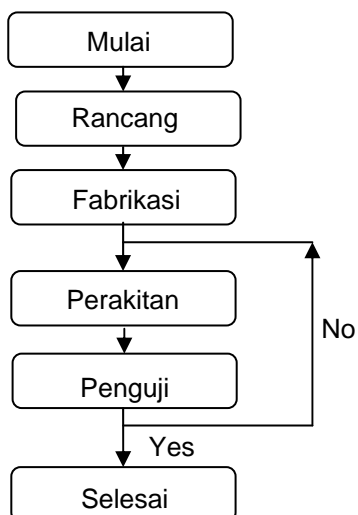 Mulai
Rancang
Fabrikasi
Perakitan
No
Penguji
Yes
Selesai